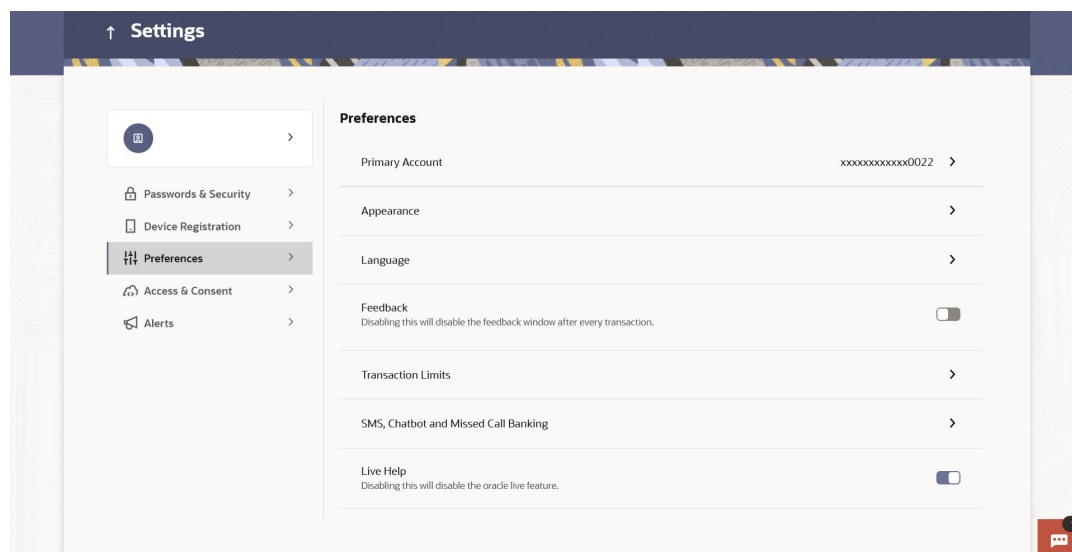 Settings
Passwords & Security
Device Registration
Preferences
Access & Consent
Alerts
Preferences
Primary Account xxxxxxxxxxxx0022
Appearance
Language
Feedback
Disabling this will disable the feedback window after every transaction.
Transaction Limits
SMS, Chatbot and Missed Call Banking
Live Help
Disabling this will disable the oracle live feature.